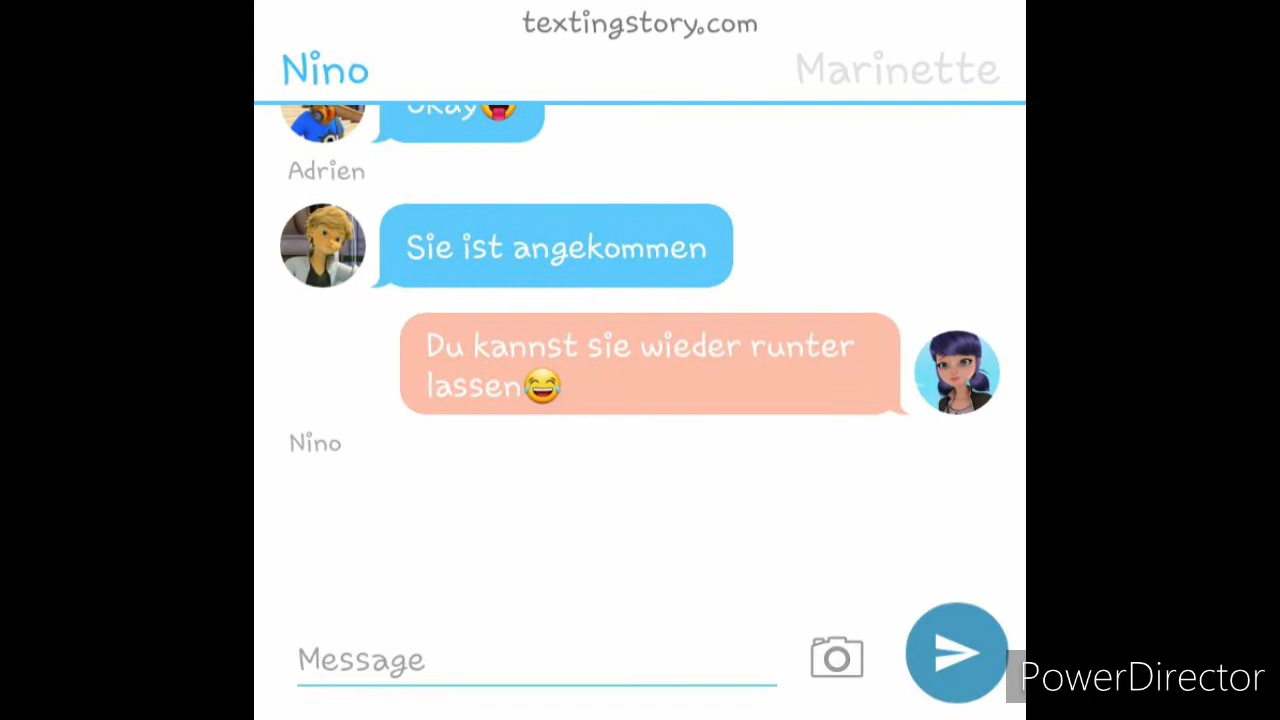 textingstory.com
Nino Marinette
okay😝
Adrien
Sie ist angekommen
Du kannst sie wieder runter
lassen😂
Nino
Message
PowerDirector